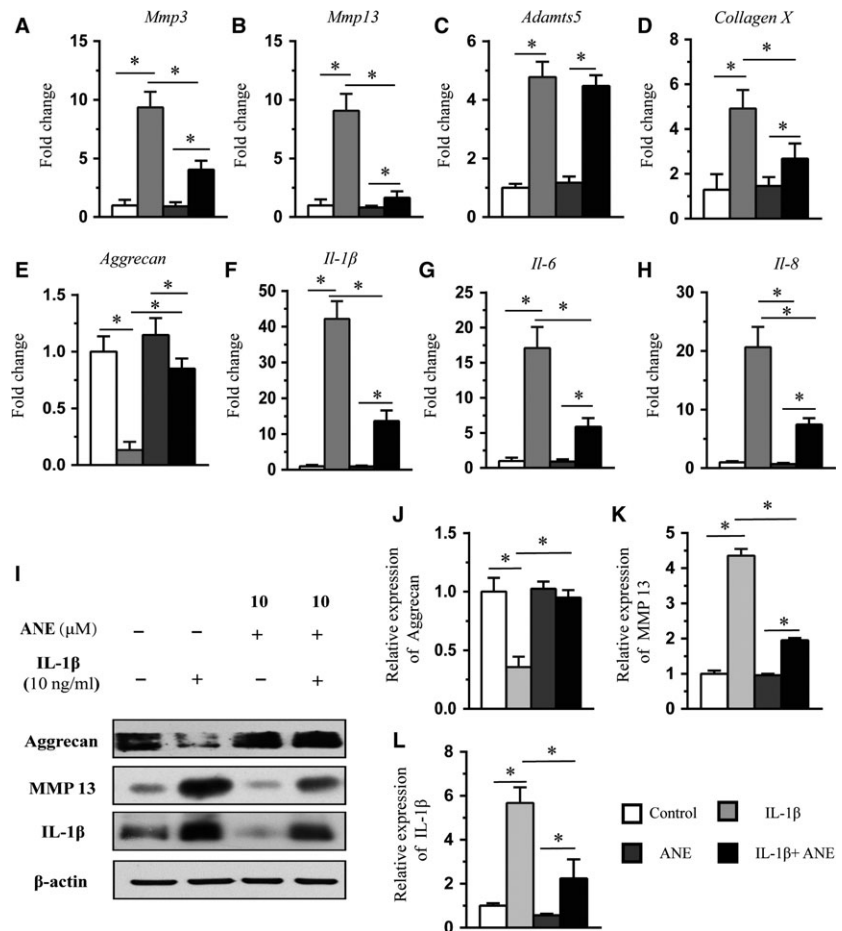 A
Mmp3
Fold change
10
5
0
*
*
*
B
Mmp13
Fold change
10
5
0
*
*
*
C
Adamts5
Fold change
6
4
2
0
*
*
D
Collagen X
Fold change
8
6
4
2
0
*
*
*
E
Aggrecan
Fold change
1.5
1.0
0.5
0.0
*
*
*
F
Il-1β
Fold change
50
40
30
20
10
0
*
*
*
G
Il-6
Fold change
25
20
15
10
5
0
*
*
*
H
Il-8
Fold change
30
20
10
0
*
*
*
I
10 10
ANE (μM) – – + +
IL-1β
(10 ng/ml) – + – +
Aggrecan
MMP 13
IL-1β
β-actin
J
Relative expression
of Aggrecan
1.5
1.0
0.5
0.0
*
*
K
Relative expression
of MMP 13
5
4
3
2
1
0
*
*
*
L
Relative expression
of IL-1β
8
6
4
2
0
*
*
*
Control IL-1β
ANE IL-1β+ ANE